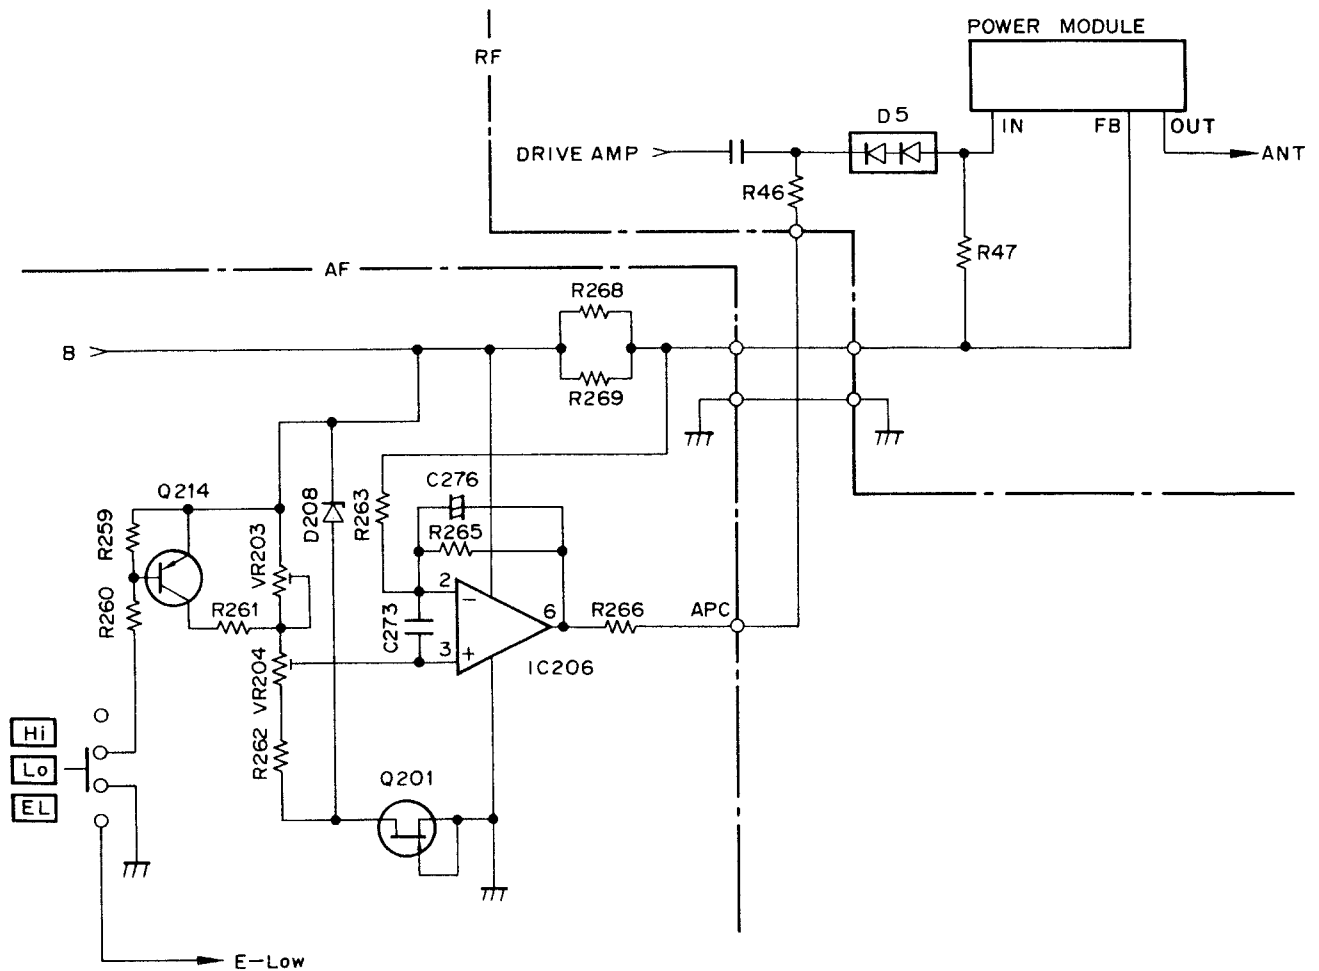 POWER MODULE
RF
D5
IN
FB
OUT
DRIVE AMP
ANT
R46
R47
AF
R268
B
R269
Q214
C276
R259
D208
R263
VR203
R265
2
−
R260
R261
C273
6
R266
APC
3
+
VR204
IC206
Hi
R262
Lo
Q201
EL
E-Low